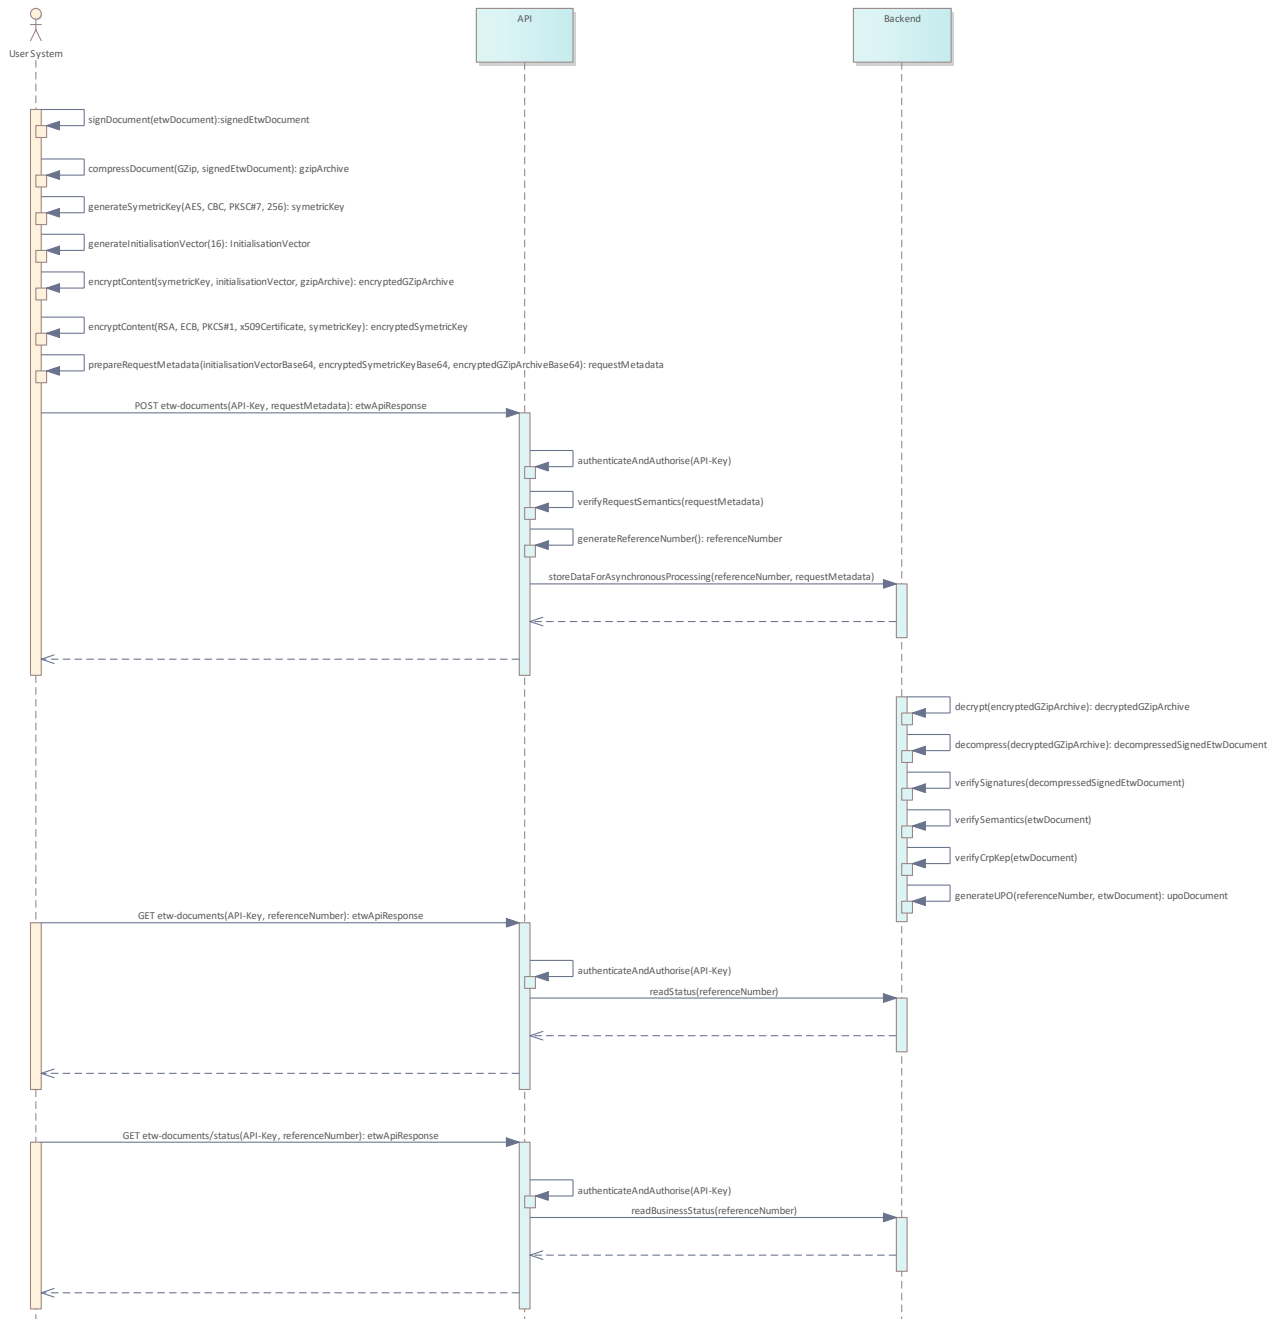 API
Backend
User System
signDocument(etwDocument):signedEtwDocument
compressDocument(GZip, signedEtwDocument): gzipArchive
generateSymetricKey(AES, CBC, PKSC#7, 256): symetricKey
generateInitialisationVector(16): InitialisationVector
encryptContent(symetricKey, initialisationVector, gzipArchive): encryptedGZipArchive
encryptContent(RSA, ECB, PKCS#1, x509Certificate, symetricKey): encryptedSymetricKey
prepareRequestMetadata(initialisationVectorBase64, encryptedSymetricKeyBase64, encryptedGZipArchiveBase64): requestMetadata
POST etw-documents(API-Key, requestMetadata): etwApiResponse
authenticateAndAuthorise(API-Key)
verifyRequestSemantics(requestMetadata)
generateReferenceNumber(): referenceNumber
storeDataForAsynchronousProcessing(referenceNumber, requestMetadata)
decrypt(encryptedGZipArchive): decryptedGZipArchive
decompress(decryptedGZipArchive): decompressedSignedEtwDocument
verifySignatures(decompressedSignedEtwDocument)
verifySemantics(etwDocument)
verifyCrpKep(etwDocument)
generateUPO(referenceNumber, etwDocument): upoDocument
GET etw-documents(API-Key, referenceNumber): etwApiResponse
authenticateAndAuthorise(API-Key)
readStatus(referenceNumber)
GET etw-documents/status(API-Key, referenceNumber): etwApiResponse
authenticateAndAuthorise(API-Key)
readBusinessStatus(referenceNumber)